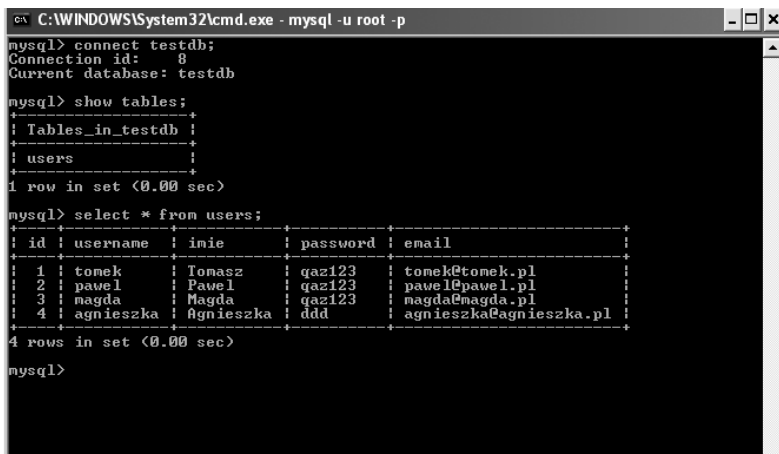 C:\WINDOWS\System32\cmd.exe - mysql -u root -p
mysql> connect testdb;
Connection id:    8
Current database: testdb
mysql> show tables;
+------------------+
| Tables_in_testdb |
+------------------+
| users            |
+------------------+
1 row in set (0.00 sec)
mysql> select * from users;
+----+-----------+-----------+----------+------------------------+
| id | username  | imie      | password | email                  |
+----+-----------+-----------+----------+------------------------+
|  1 | tomek     | Tomasz    | qaz123   | tomek@tomek.pl         |
|  2 | pawel     | Pawel     | qaz123   | pawel@pawel.pl         |
|  3 | magda     | Magda     | qaz123   | magda@magda.pl         |
|  4 | agnieszka | Agnieszka | ddd      | agnieszka@agnieszka.pl |
+----+-----------+-----------+----------+------------------------+
4 rows in set (0.00 sec)
mysql>